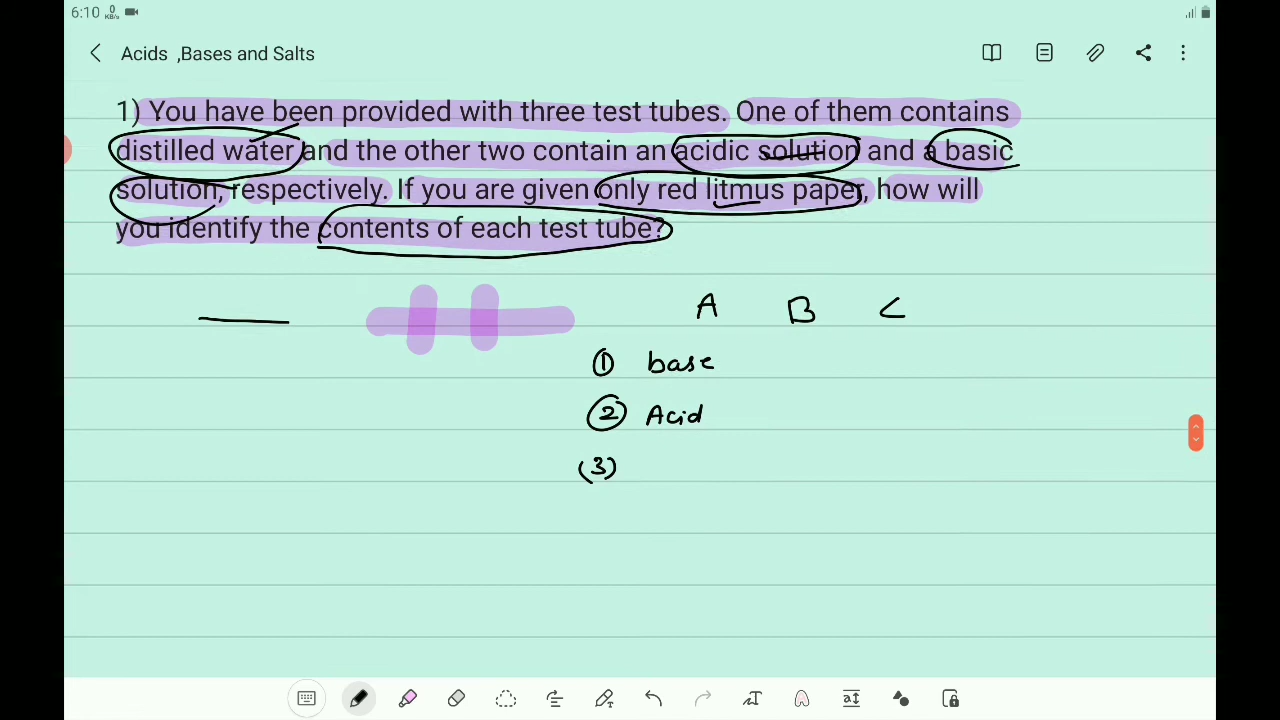 6:10 0 KB/s
Acids ,Bases and Salts
1) You have been provided with three test tubes. One of them contains
distilled water and the other two contain an acidic solution and a basic
solution, respectively. If you are given only red litmus paper, how will
you identify the contents of each test tube?
A B C
① base
② Acid
(3)